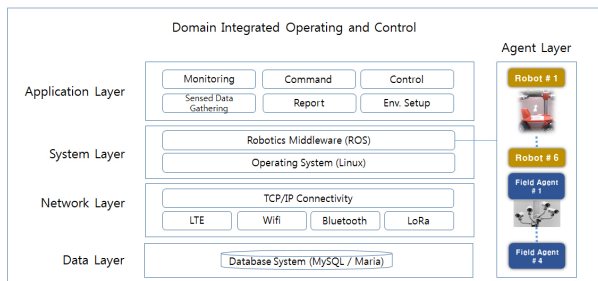 Domain Integrated Operating and Control
Agent Layer
Application Layer
Monitoring
Command
Control
Sensed Data
Gathering
Report
Env. Setup
System Layer
Robotics Middleware (ROS)
Operating System (Linux)
Network Layer
TCP/IP Connectivity
LTE
Wifi
Bluetooth
LoRa
Data Layer
Database System (MySQL / Maria)
Robot # 1
Robot # 6
Field Agent
# 1
Field Agent
# 4